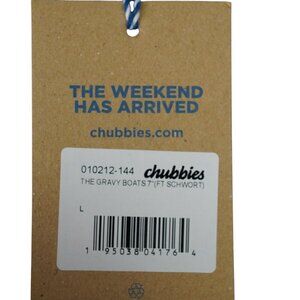 THE WEEKEND
HAS ARRIVED
chubbies.com
010212-144 chubbies
THE GRAVY BOATS 7"(FT SCHWORT)
L
1 95038 04176 4